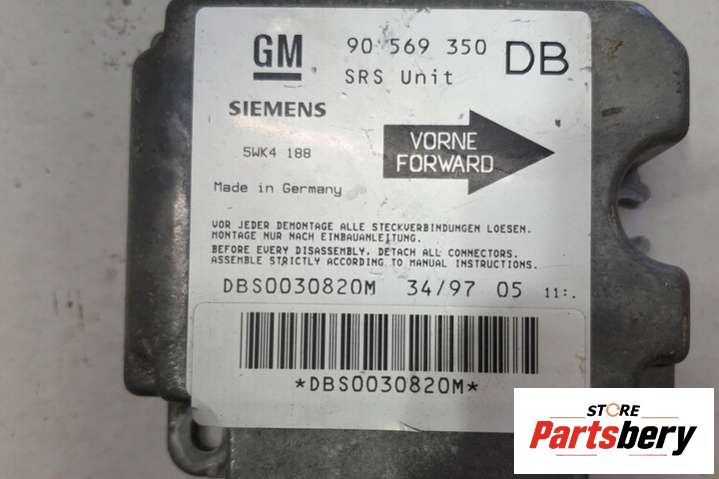 GM 90 569 350 DB
SRS Unit
SIEMENS
5WK4 188
VORNE
FORWARD
Made in Germany
VOR JEDER DEMONTAGE ALLE STECKVERBINDUNGEN LOESEN.
MONTAGE NUR NACH EINBAUANLEITUNG.
BEFORE EVERY DISASSEMBLY, DETACH ALL CONNECTORS.
ASSEMBLE STRICTLY ACCORDING TO MANUAL INSTRUCTIONS.
DBS0030820M 34/97 05 11:.
*DBS0030820M*
STORE
Partsbery